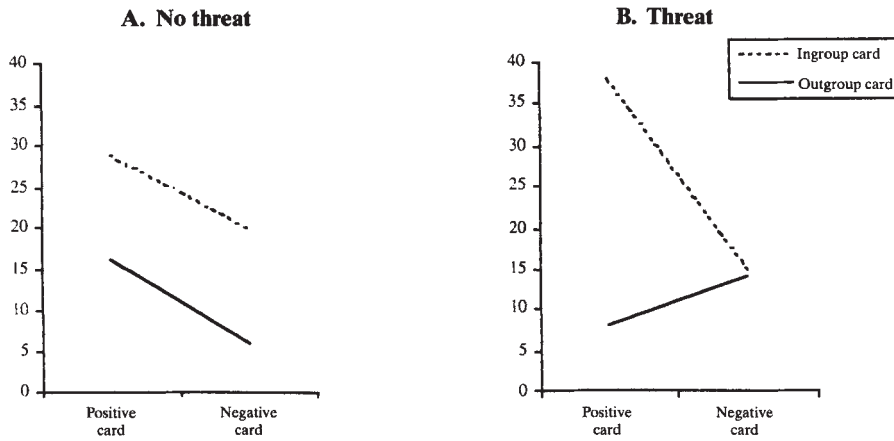 A. No threat
40
35
30
25
20
15
10
5
0
Positive
card
Negative
card
B. Threat
Ingroup card
Outgroup card
40
35
30
25
20
15
10
5
0
Positive
card
Negative
card